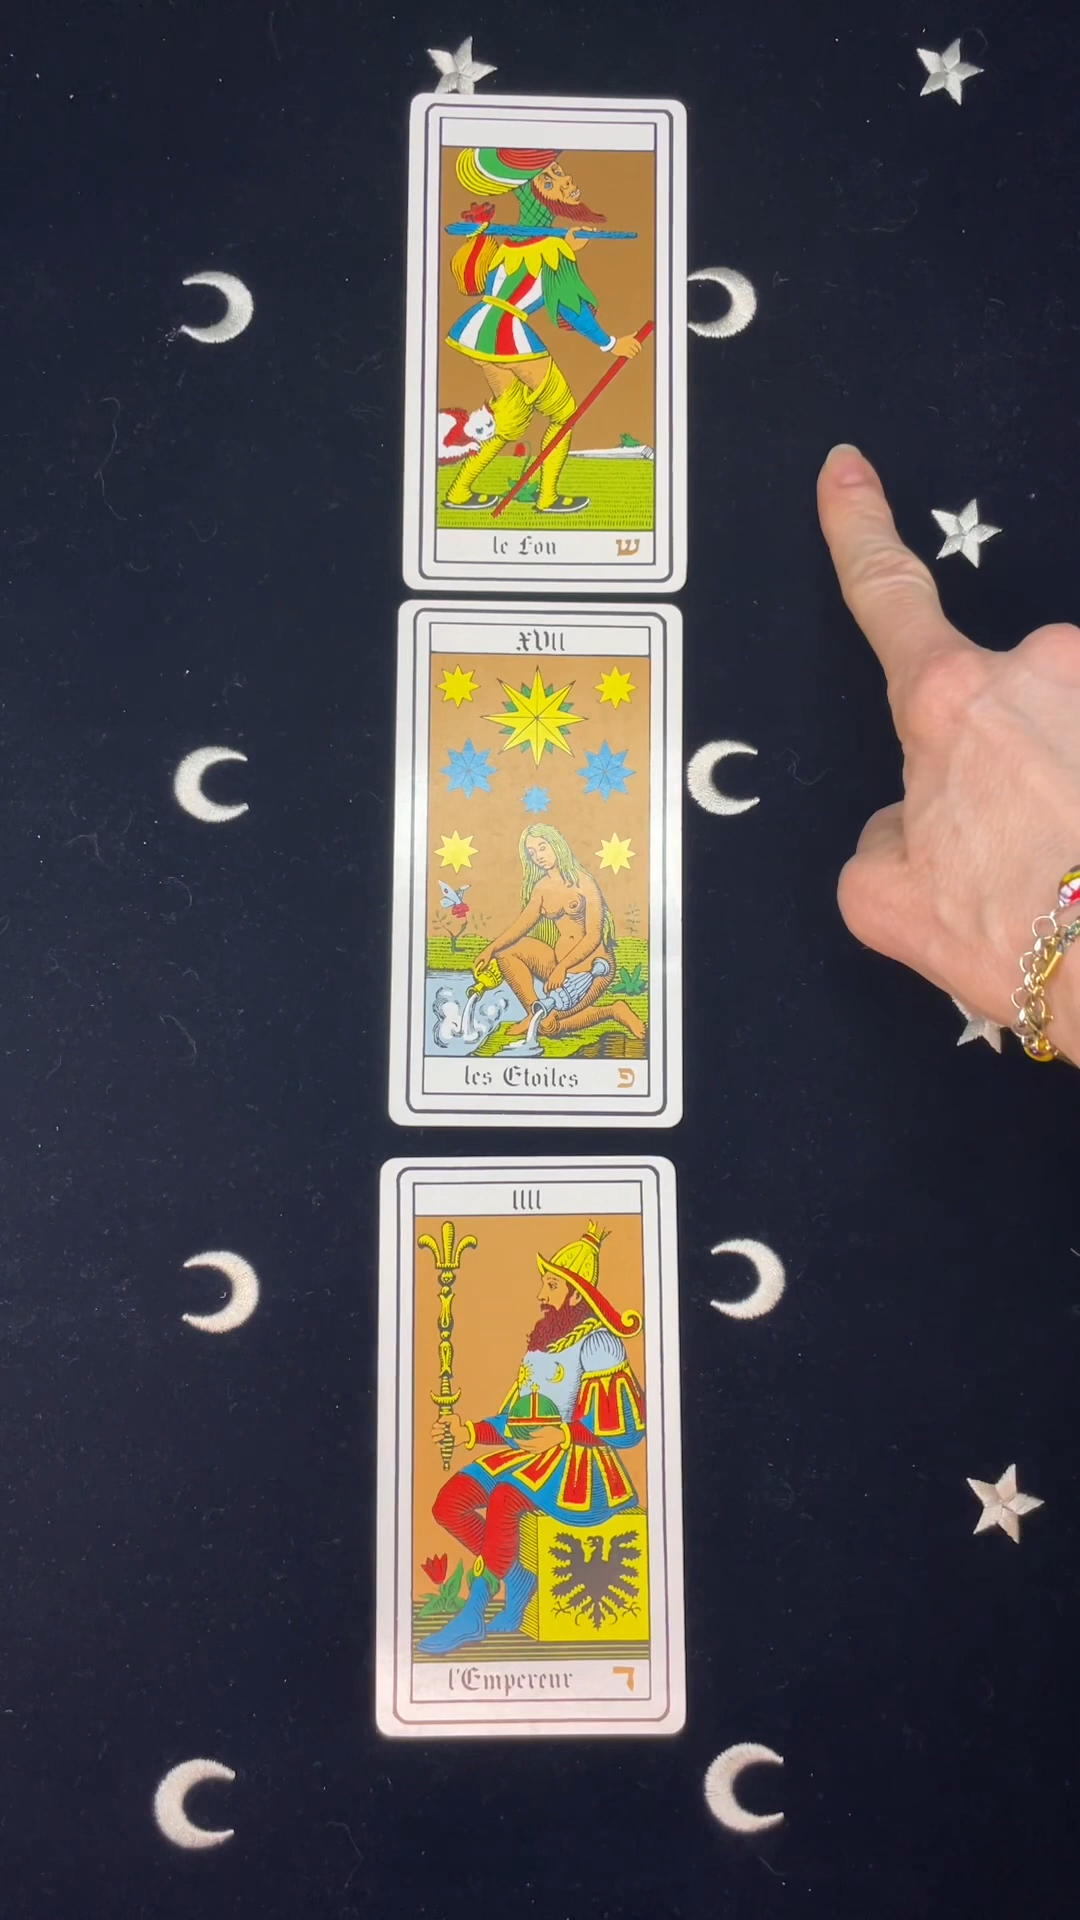 le Fou ש
XVII
les Etoiles פ
IIII
l'Empereur ד